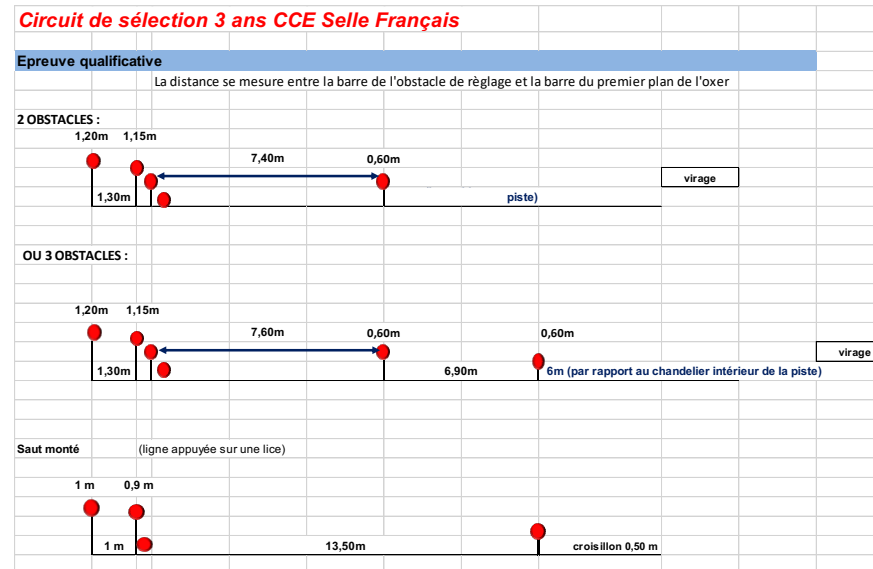 Circuit de sélection 3 ans CCE Selle Français
Epreuve qualificative
La distance se mesure entre la barre de l'obstacle de règlage et la barre du premier plan de l'oxer
2 OBSTACLES :
1,20m 1,15m
7,40m 0,60m
virage
1,30m piste)
OU 3 OBSTACLES :
1,20m 1,15m
7,60m 0,60m 0,60m
virage
1,30m 6,90m 6m (par rapport au chandelier intérieur de la piste)
Saut monté (ligne appuyée sur une lice)
1 m 0,9 m
1 m 13,50m croisillon 0,50 m